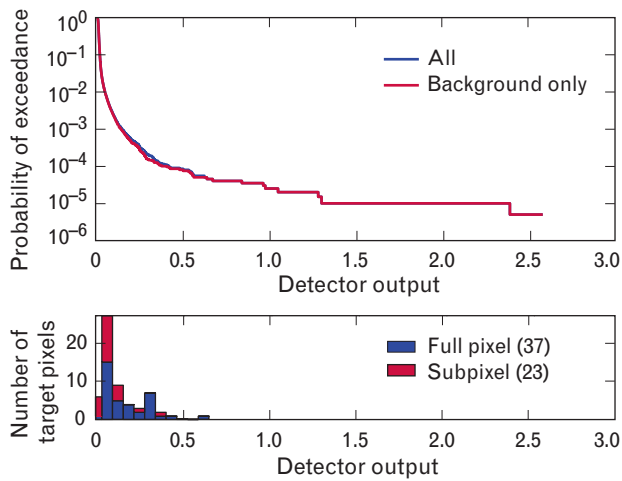 Probability of exceedance
10^0
10^-1
10^-2
10^-3
10^-4
10^-5
10^-6
All
Background only
0 0.5 1.0 1.5 2.0 2.5 3.0
Detector output
Number of
target pixels
20
10
0
Full pixel (37)
Subpixel (23)
0 0.5 1.0 1.5 2.0 2.5 3.0
Detector output